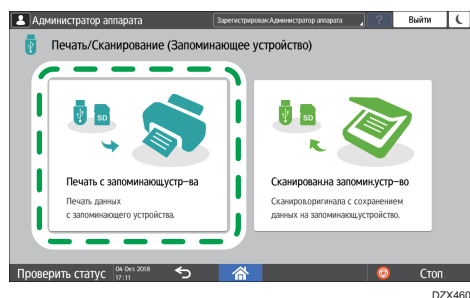 Администратор аппарата
Зарегистрирован:Администратор аппарата
?
Выйти
Печать/Сканирование (Запоминающее устройство)
SD
SD
Печать с запоминающ.устр-ва
Печать данных
с запоминающего устройства.
Сканирован.на запомин.устр-во
Сканиров.оригинала с сохранением
данных на запоминающ.устройство.
Проверить статус
04 Окт. 2018
17:11
Стоп
DZX460